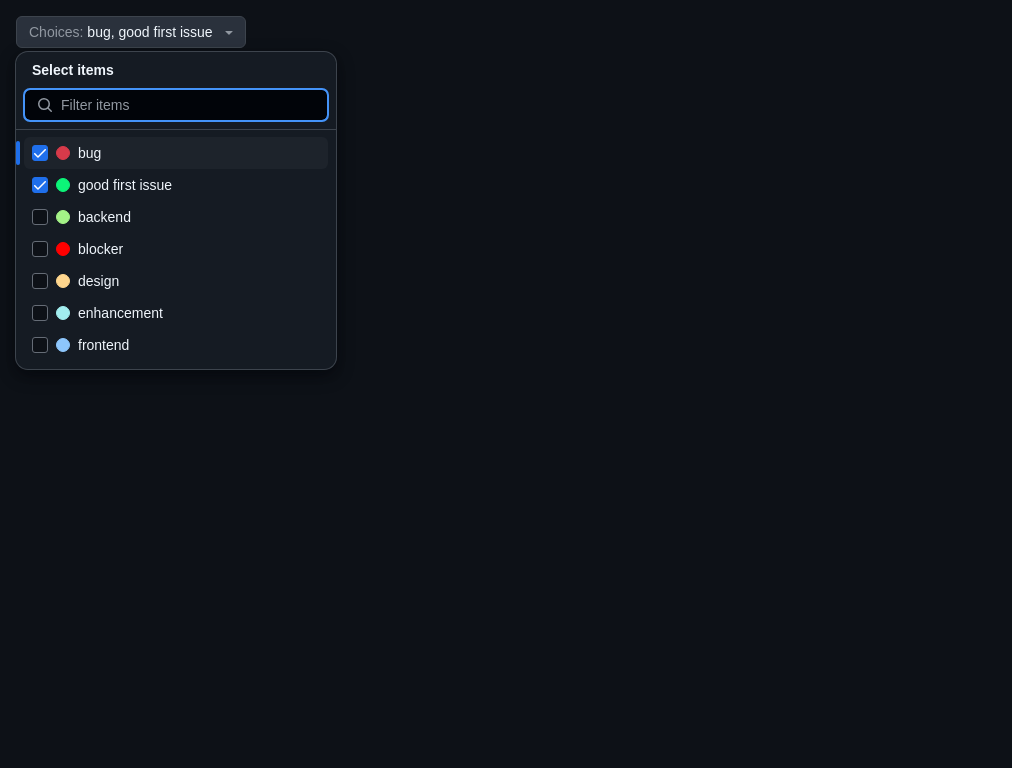 Choices: bug, good first issue
Select items
Filter items
bug
good first issue
backend
blocker
design
enhancement
frontend